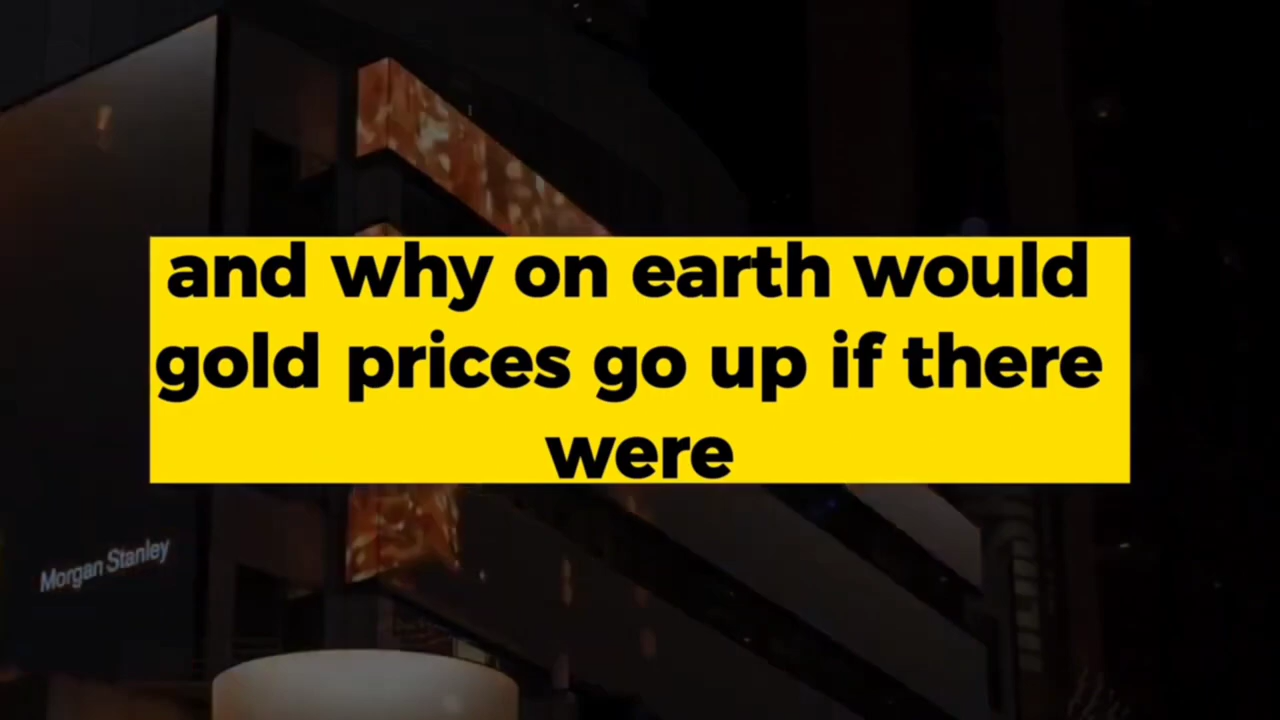 and why on earth would
gold prices go up if there
were
Morgan Stanley